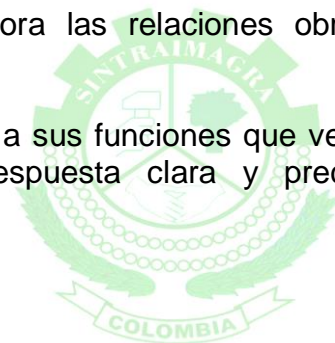 ora las relaciones obr
SINTRAIMAGRA
a sus funciones que ve
espuesta clara y prec
COLOMBIA